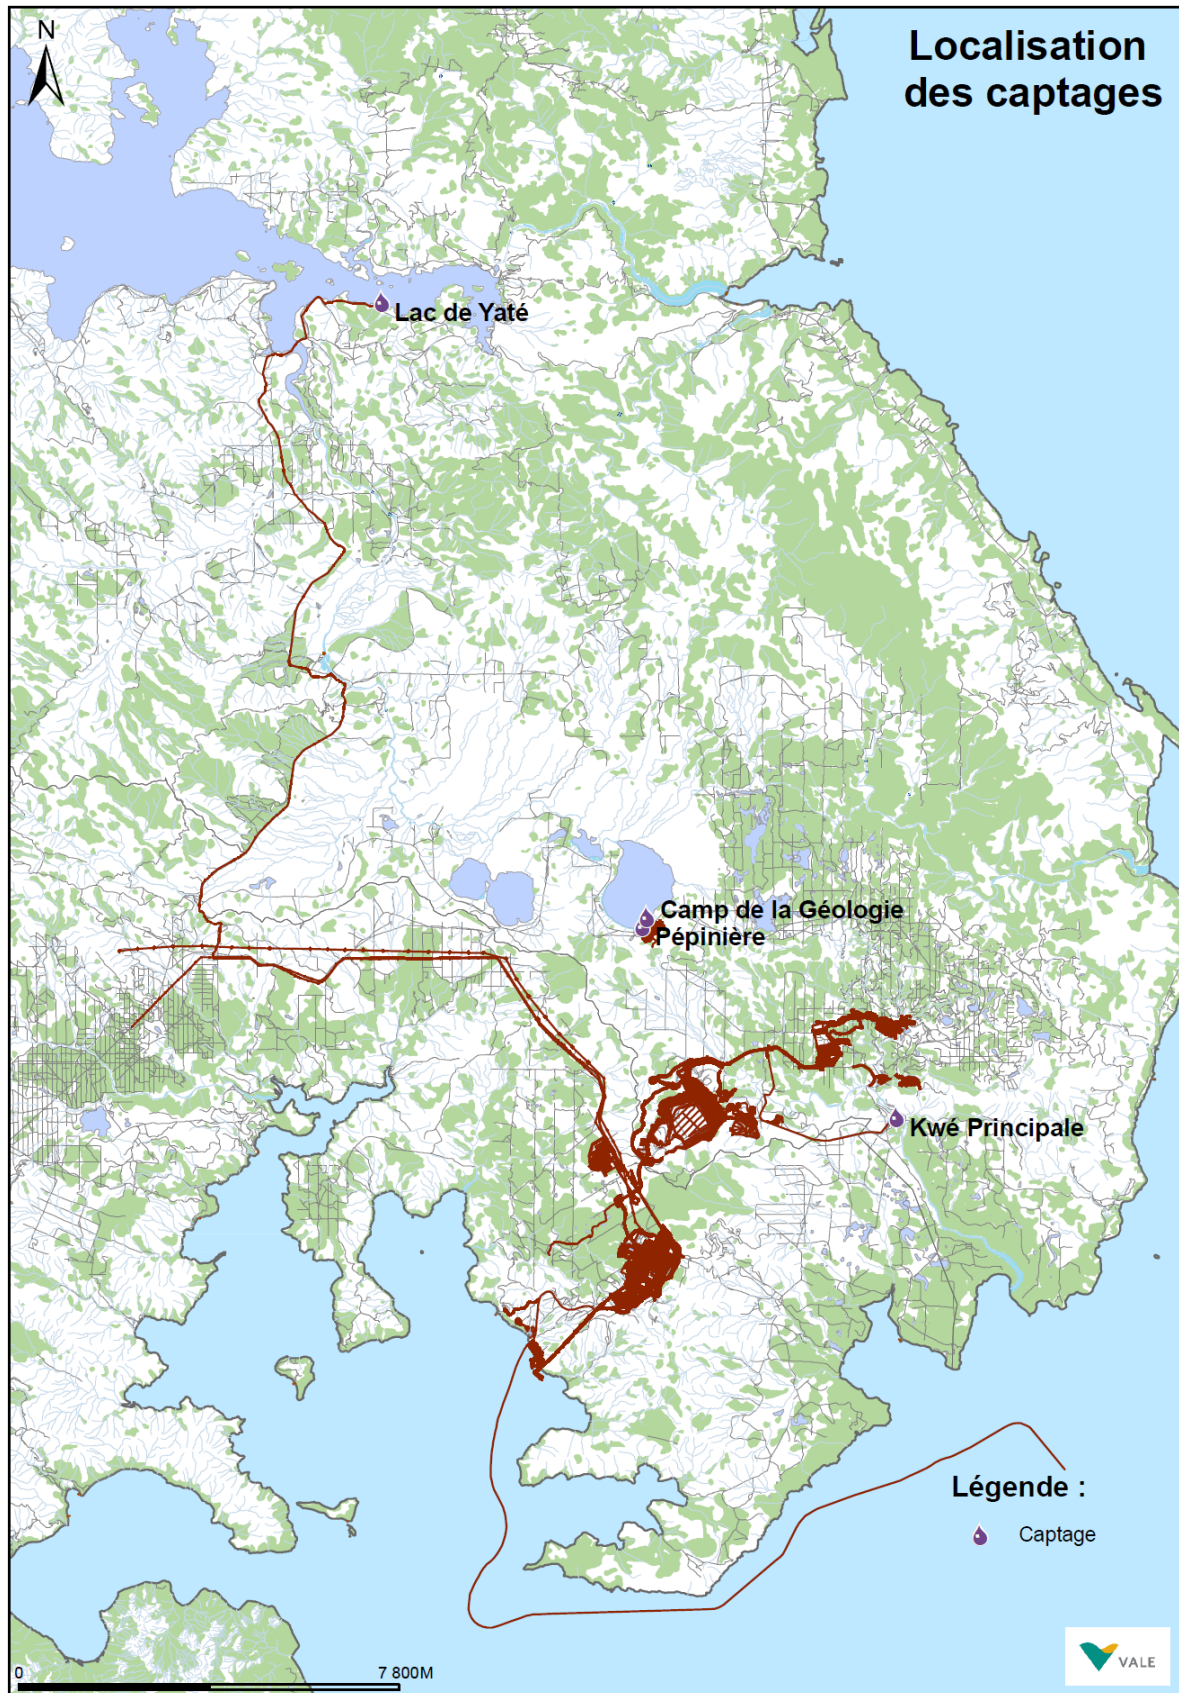 N
Localisation
des captages
Lac de Yaté
Camp de la Géologie
Pépinière
Kwé Principale
Légende :
Captage
0
7 800M
VALE